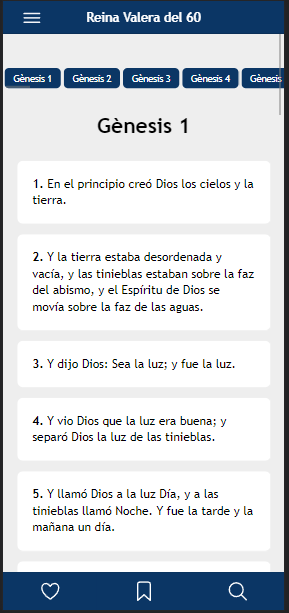 Reina Valera del 60
Gènesis 1 Gènesis 2 Gènesis 3 Gènesis 4 Gènesis
Gènesis 1
1. En el principio creó Dios los cielos y la
tierra.
2. Y la tierra estaba desordenada y
vacía, y las tinieblas estaban sobre la faz
del abismo, y el Espíritu de Dios se
movía sobre la faz de las aguas.
3. Y dijo Dios: Sea la luz; y fue la luz.
4. Y vio Dios que la luz era buena; y
separó Dios la luz de las tinieblas.
5. Y llamó Dios a la luz Día, y a las
tinieblas llamó Noche. Y fue la tarde y la
mañana un día.